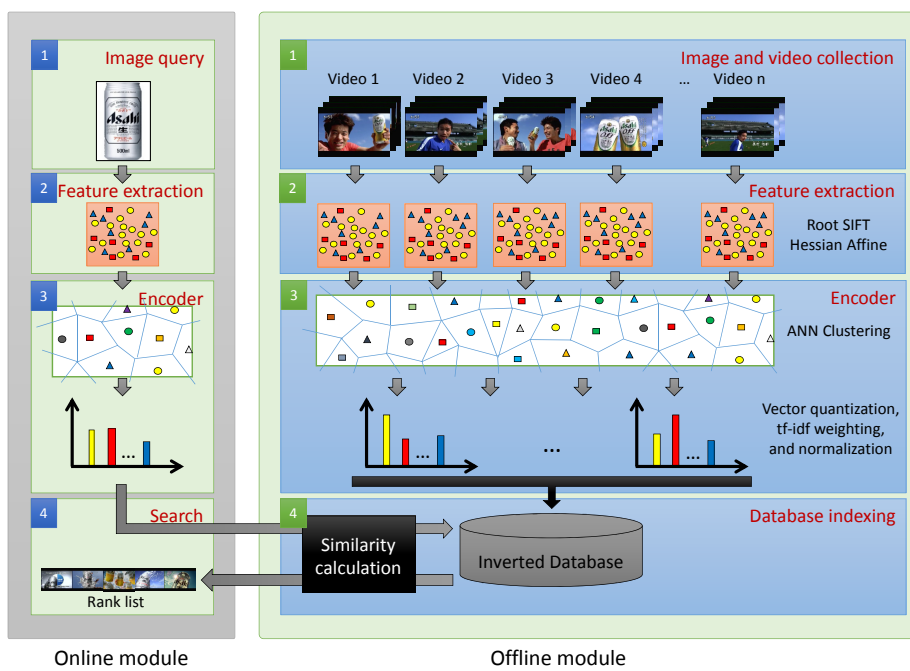 1
Image query
Asahi
生
500ml
2
Feature extraction
3
Encoder
...
4
Search
Rank list
Online module
1
Image and video collection
Video 1
Video 2
Video 3
Video 4
...
Video n
2
Feature extraction
Root SIFT
Hessian Affine
3
Encoder
ANN Clustering
Vector quantization,
tf-idf weighting,
and normalization
...
...
...
4
Database indexing
Similarity
calculation
Inverted Database
Offline module